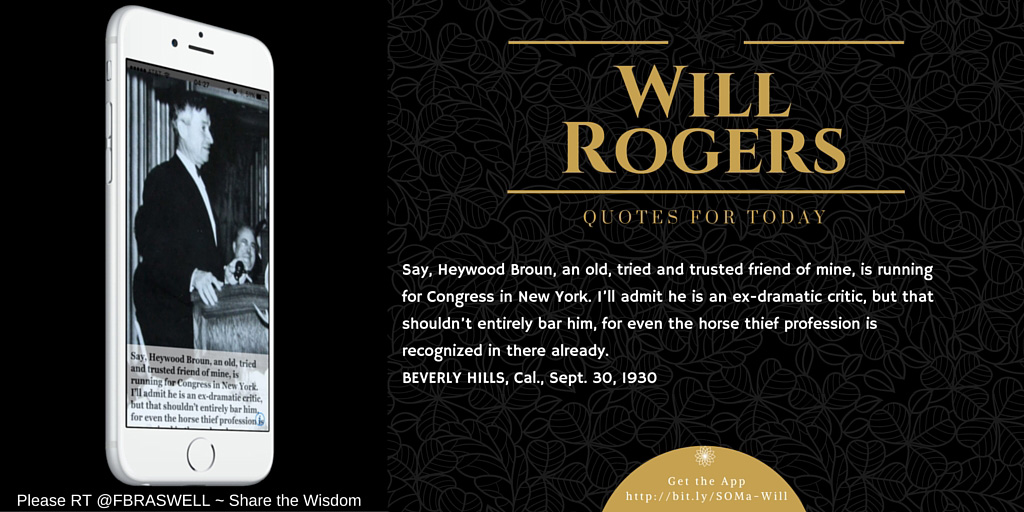 Will
Rogers
QUOTES FOR TODAY
Say, Heywood Broun, an old, tried and trusted friend of mine, is running
for Congress in New York. I'll admit he is an ex-dramatic critic, but that
shouldn't entirely bar him, for even the horse thief profession is
recognized in there already.
BEVERLY HILLS, Cal., Sept. 30, 1930
Say, Heywood Broun, an old, tried
and trusted friend of mine, is
running for Congress in New York.
I'll admit he is an ex-dramatic critic,
but that shouldn't entirely bar him,
for even the horse thief profession is
Please RT @FBRASWELL ~ Share the Wisdom
Get the App
http://bit.ly/SOMa-Will